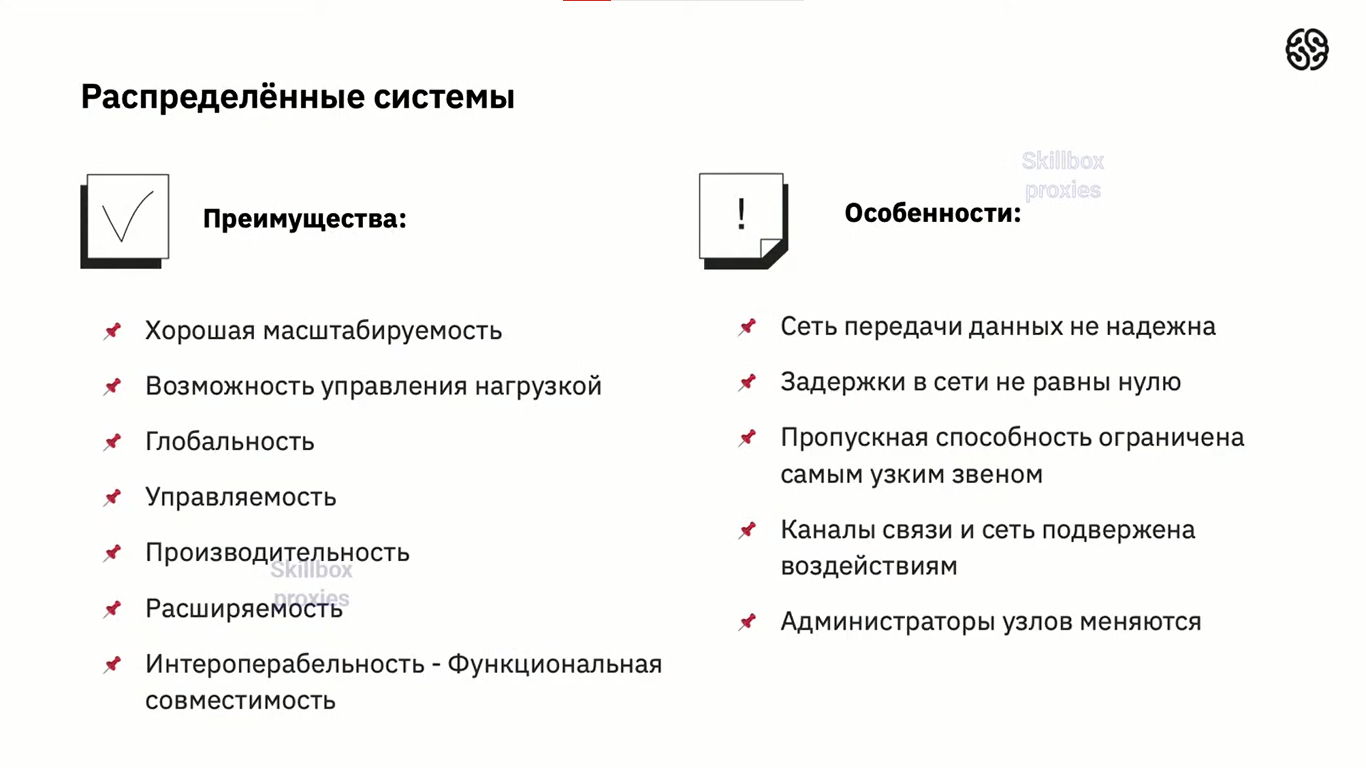 Распределённые системы
Преимущества:
Хорошая масштабируемость
Возможность управления нагрузкой
Глобальность
Управляемость
Производительность
Расширяемость
Интероперабельность - Функциональная
совместимость
Skillbox
proxies
!
Особенности:
Skillbox
proxies
Сеть передачи данных не надежна
Задержки в сети не равны нулю
Пропускная способность ограничена
самым узким звеном
Каналы связи и сеть подвержена
воздействиям
Администраторы узлов меняются